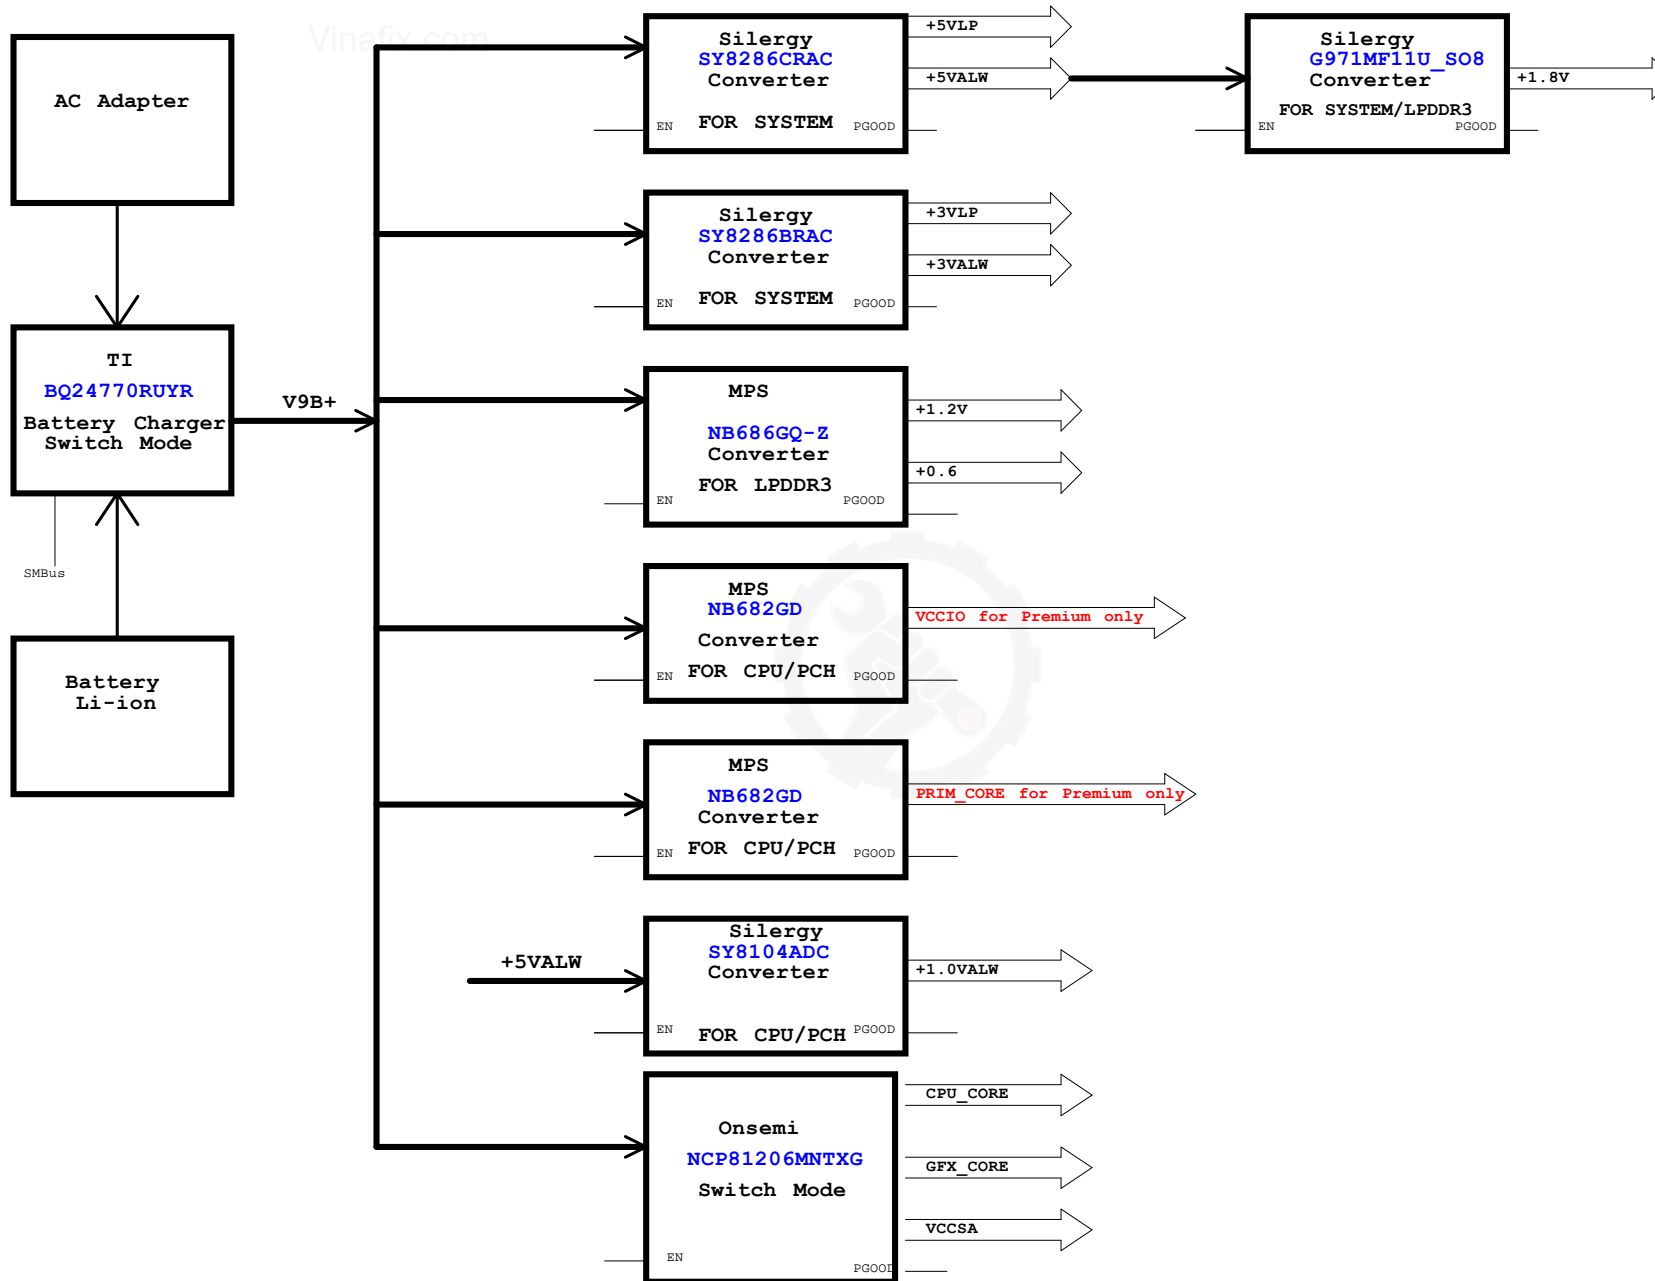 Vinafix.com
AC Adapter
TI
BQ24770RUYR
Battery Charger
Switch Mode
SMBus
Battery
Li-ion
V9B+
Silergy
SY8286CRAC
Converter
FOR SYSTEM
EN
PGOOD
+5VLP
+5VALW
Silergy
G971MF11U_SO8
Converter
FOR SYSTEM/LPDDR3
EN
PGOOD
+1.8V
Silergy
SY8286BRAC
Converter
FOR SYSTEM
EN
PGOOD
+3VLP
+3VALW
MPS
NB686GQ-Z
Converter
FOR LPDDR3
EN
PGOOD
+1.2V
+0.6
MPS
NB682GD
Converter
FOR CPU/PCH
EN
PGOOD
VCCIO for Premium only
MPS
NB682GD
Converter
FOR CPU/PCH
EN
PGOOD
PRIM_CORE for Premium only
+5VALW
Silergy
SY8104ADC
Converter
FOR CPU/PCH
EN
PGOOD
+1.0VALW
Onsemi
NCP81206MNTXG
Switch Mode
EN
PGOOD
CPU_CORE
GFX_CORE
VCCSA